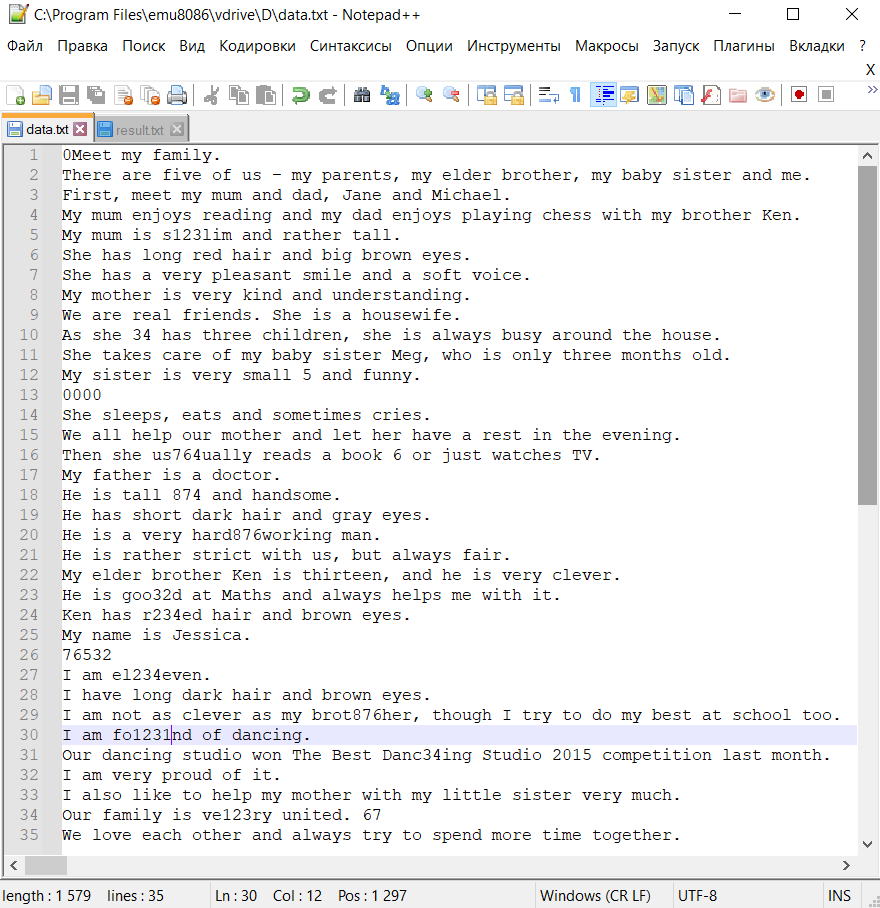 C:\Program Files\emu8086\vdrive\D\data.txt - Notepad++
Файл Правка Поиск Вид Кодировки Синтаксисы Опции Инструменты Макросы Запуск Плагины Вкладки ?
X
data.txt result.txt
1 0Meet my family.
2 There are five of us – my parents, my elder brother, my baby sister and me.
3 First, meet my mum and dad, Jane and Michael.
4 My mum enjoys reading and my dad enjoys playing chess with my brother Ken.
5 My mum is s123lim and rather tall.
6 She has long red hair and big brown eyes.
7 She has a very pleasant smile and a soft voice.
8 My mother is very kind and understanding.
9 We are real friends. She is a housewife.
10 As she 34 has three children, she is always busy around the house.
11 She takes care of my baby sister Meg, who is only three months old.
12 My sister is very small 5 and funny.
13 0000
14 She sleeps, eats and sometimes cries.
15 We all help our mother and let her have a rest in the evening.
16 Then she us764ually reads a book 6 or just watches TV.
17 My father is a doctor.
18 He is tall 874 and handsome.
19 He has short dark hair and gray eyes.
20 He is a very hard876working man.
21 He is rather strict with us, but always fair.
22 My elder brother Ken is thirteen, and he is very clever.
23 He is goo32d at Maths and always helps me with it.
24 Ken has r234ed hair and brown eyes.
25 My name is Jessica.
26 76532
27 I am el234even.
28 I have long dark hair and brown eyes.
29 I am not as clever as my brot876her, though I try to do my best at school too.
30 I am fo1231nd of dancing.
31 Our dancing studio won The Best Danc34ing Studio 2015 competition last month.
32 I am very proud of it.
33 I also like to help my mother with my little sister very much.
34 Our family is ve123ry united. 67
35 We love each other and always try to spend more time together.
length : 1 579 lines : 35 Ln : 30 Col : 12 Pos : 1 297 Windows (CR LF) UTF-8 INS